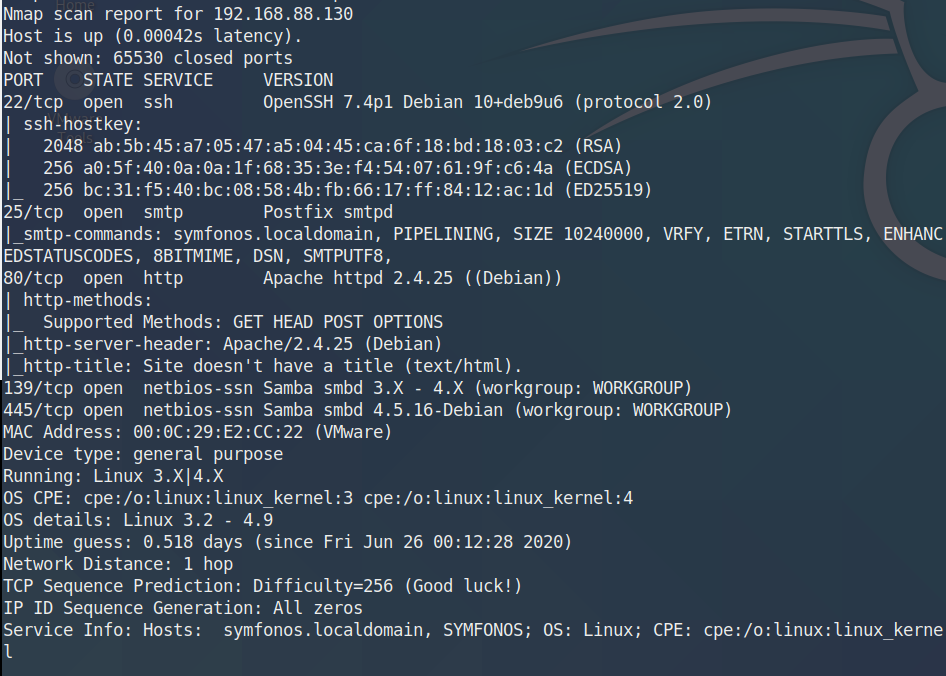 Home
Nmap scan report for 192.168.88.130
Host is up (0.00042s latency).
Not shown: 65530 closed ports
PORT    STATE SERVICE     VERSION
22/tcp  open  ssh         OpenSSH 7.4p1 Debian 10+deb9u6 (protocol 2.0)
| ssh-hostkey:
|   2048 ab:5b:45:a7:05:47:a5:04:45:ca:6f:18:bd:18:03:c2 (RSA)
|   256 a0:5f:40:0a:0a:1f:68:35:3e:f4:54:07:61:9f:c6:4a (ECDSA)
|_  256 bc:31:f5:40:bc:08:58:4b:fb:66:17:ff:84:12:ac:1d (ED25519)
25/tcp  open  smtp        Postfix smtpd
|_smtp-commands: symfonos.localdomain, PIPELINING, SIZE 10240000, VRFY, ETRN, STARTTLS, ENHANC
EDSTATUSCODES, 8BITMIME, DSN, SMTPUTF8,
80/tcp  open  http        Apache httpd 2.4.25 ((Debian))
| http-methods:
|_  Supported Methods: GET HEAD POST OPTIONS
|_http-server-header: Apache/2.4.25 (Debian)
|_http-title: Site doesn't have a title (text/html).
139/tcp open  netbios-ssn Samba smbd 3.X - 4.X (workgroup: WORKGROUP)
445/tcp open  netbios-ssn Samba smbd 4.5.16-Debian (workgroup: WORKGROUP)
MAC Address: 00:0C:29:E2:CC:22 (VMware)
Device type: general purpose
Running: Linux 3.X|4.X
OS CPE: cpe:/o:linux:linux_kernel:3 cpe:/o:linux:linux_kernel:4
OS details: Linux 3.2 - 4.9
Uptime guess: 0.518 days (since Fri Jun 26 00:12:28 2020)
Network Distance: 1 hop
TCP Sequence Prediction: Difficulty=256 (Good luck!)
IP ID Sequence Generation: All zeros
Service Info: Hosts:  symfonos.localdomain, SYMFONOS; OS: Linux; CPE: cpe:/o:linux:linux_kerne
l